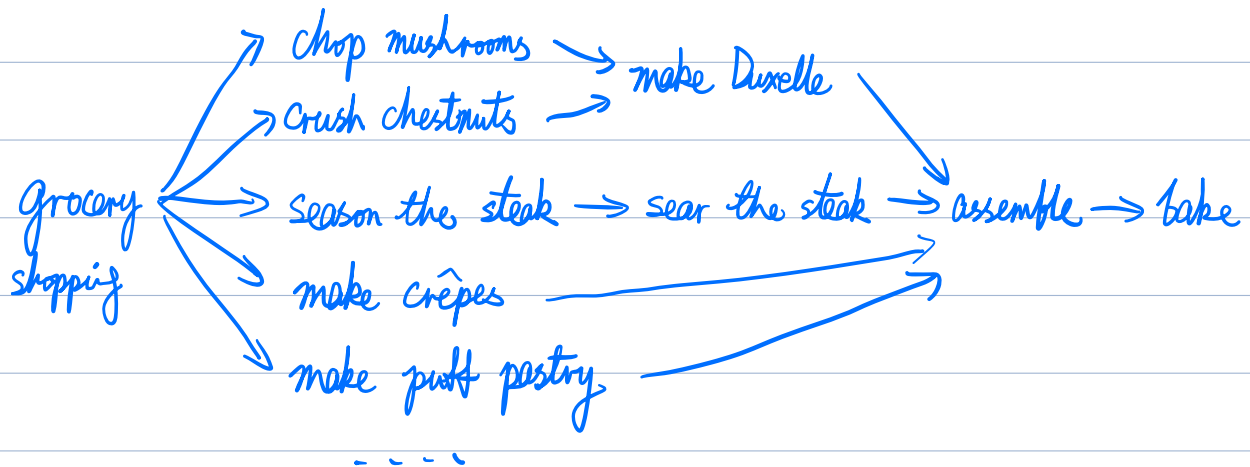 chop mushrooms
make Duxelle
crush chestnuts
grocery
shopping
season the steak
sear the steak
assemble
bake
make crêpes
make puff pastry